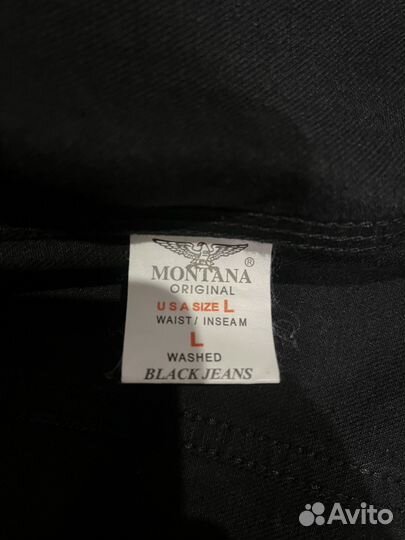 MONTANA ®
ORIGINAL
USA SIZE L
WAIST / INSEAM
L
WASHED
BLACK JEANS
Avito